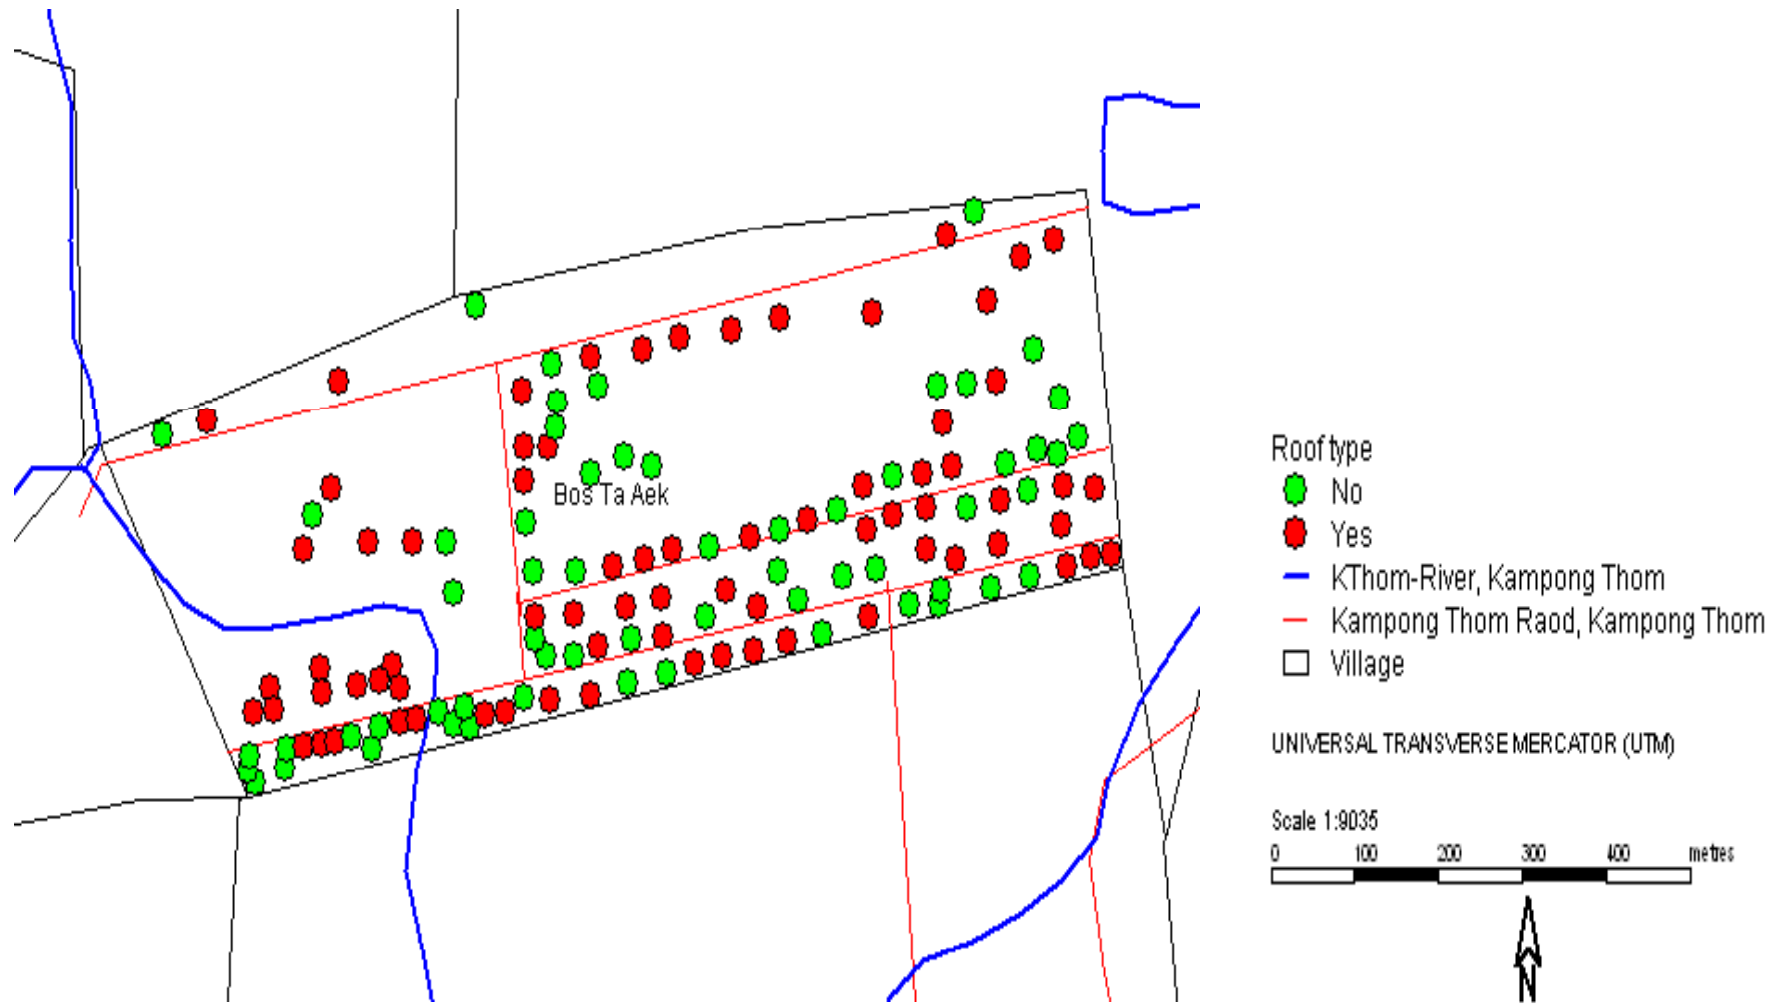 Bos Ta Aek
Roof type
No
Yes
KThom-River, Kampong Thom
Kampong Thom Raod, Kampong Thom
Village
UNIVERSAL TRANSVERSE MERCATOR (UTM)
Scale 1:9035
0 100 200 300 400 metres
N